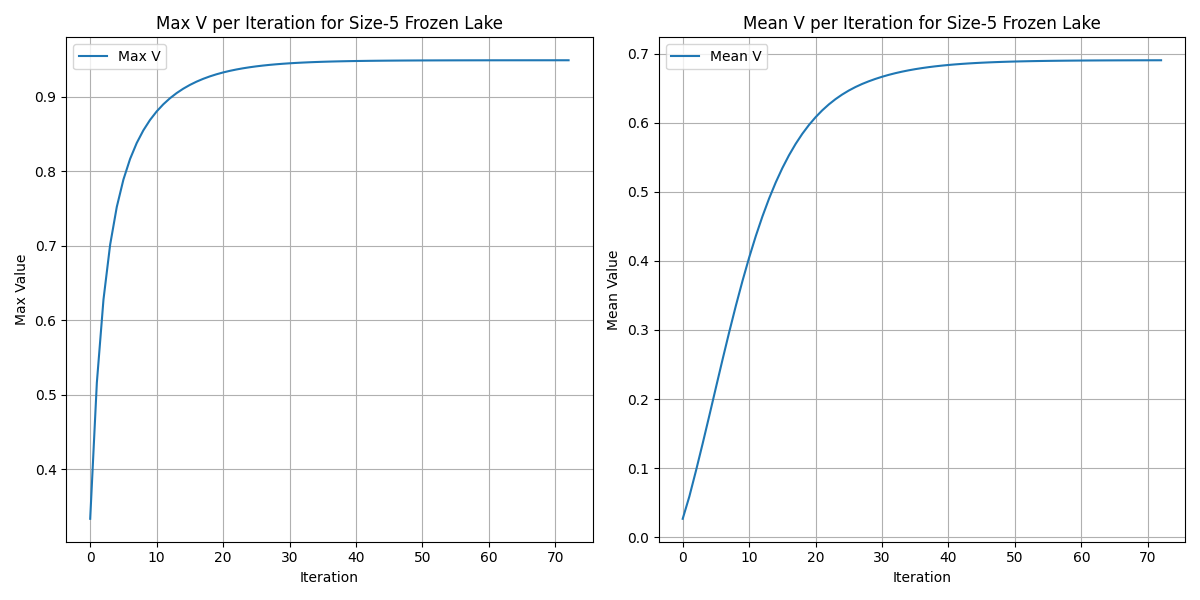 Max V per Iteration for Size-5 Frozen Lake
Max V
0.9
0.8
0.7
0.6
0.5
0.4
Max Value
0 10 20 30 40 50 60 70
Iteration
Mean V per Iteration for Size-5 Frozen Lake
Mean V
0.7
0.6
0.5
0.4
0.3
0.2
0.1
0.0
Mean Value
0 10 20 30 40 50 60 70
Iteration